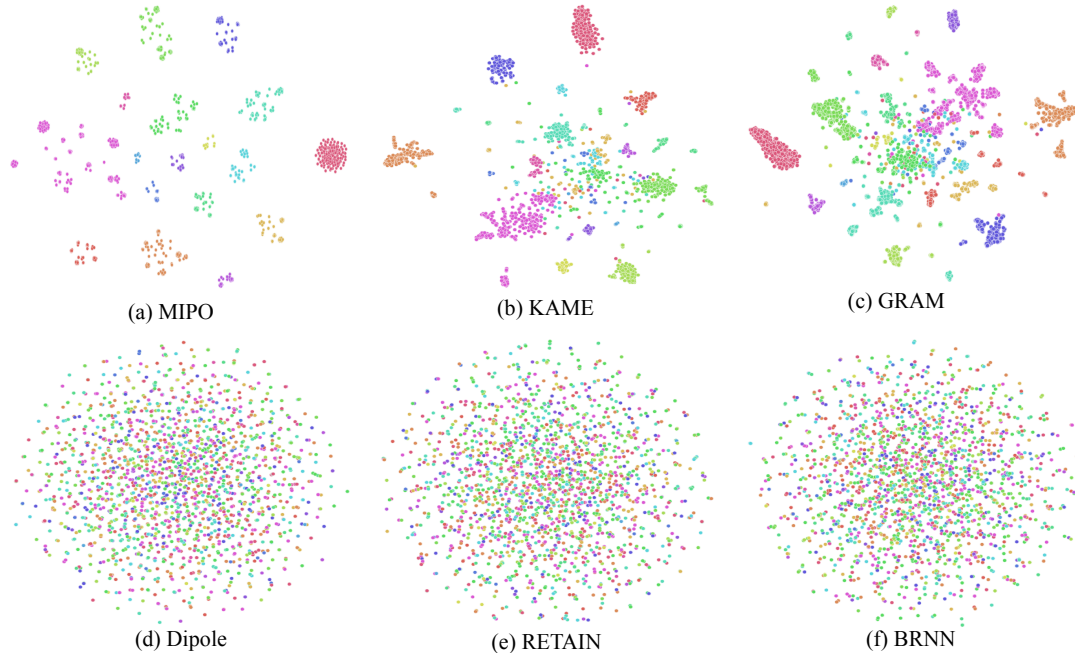 (a) MIPO
(b) KAME
(c) GRAM
(d) Dipole
(e) RETAIN
(f) BRNN